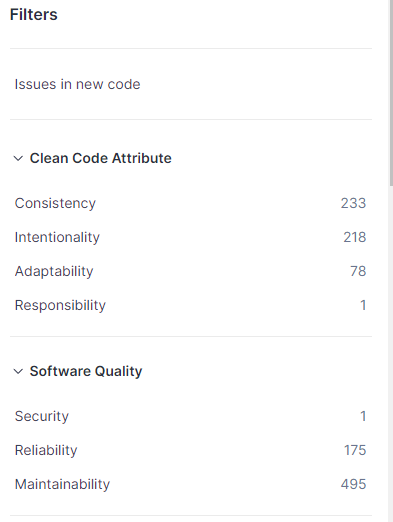 Filters
Issues in new code
Clean Code Attribute
Consistency 233
Intentionality 218
Adaptability 78
Responsibility 1
Software Quality
Security 1
Reliability 175
Maintainability 495